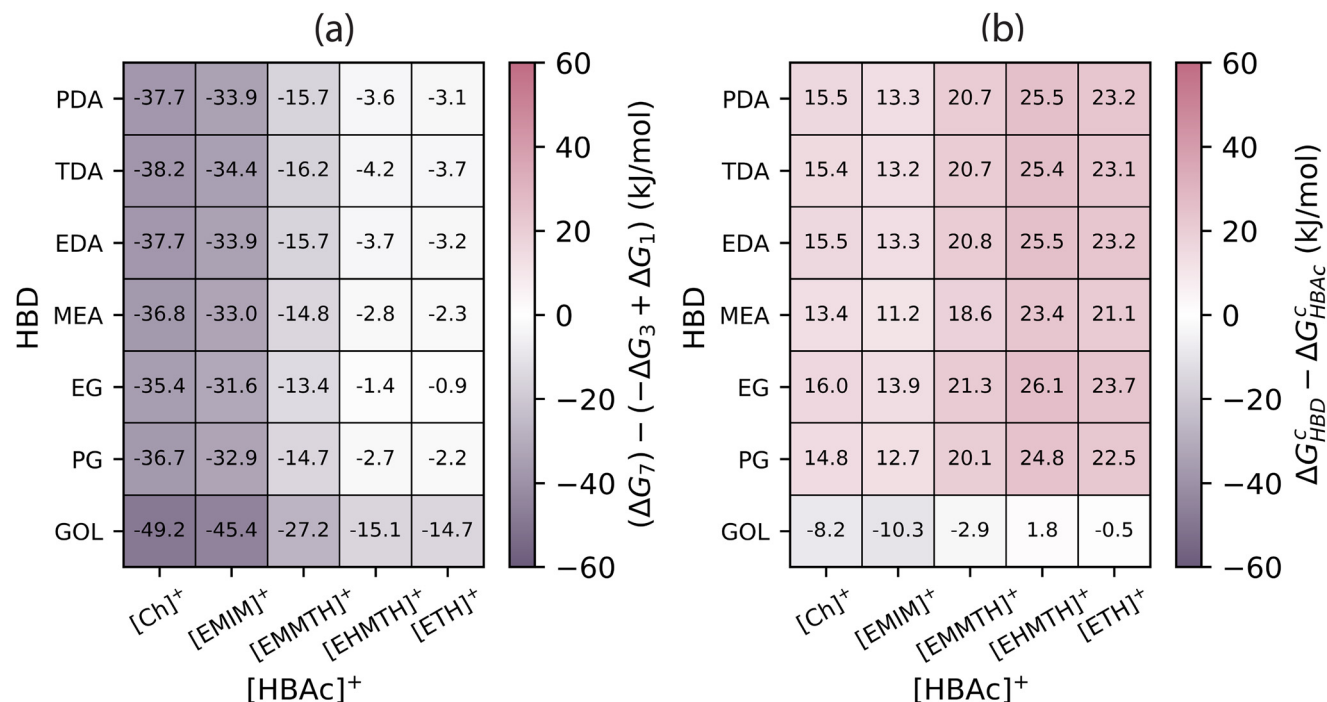 (a)
PDA -37.7 -33.9 -15.7 -3.6 -3.1
TDA -38.2 -34.4 -16.2 -4.2 -3.7
EDA -37.7 -33.9 -15.7 -3.7 -3.2
MEA -36.8 -33.0 -14.8 -2.8 -2.3
EG -35.4 -31.6 -13.4 -1.4 -0.9
PG -36.7 -32.9 -14.7 -2.7 -2.2
GOL -49.2 -45.4 -27.2 -15.1 -14.7
HBD
[Ch]⁺ [EMIM]⁺ [EMMTH]⁺ [EHMTH]⁺ [ETH]⁺
[HBAc]⁺
60
40
20
0
−20
−40
−60
(ΔG₇) − (−ΔG₃ + ΔG₁) (kJ/mol)
(b)
PDA 15.5 13.3 20.7 25.5 23.2
TDA 15.4 13.2 20.7 25.4 23.1
EDA 15.5 13.3 20.8 25.5 23.2
MEA 13.4 11.2 18.6 23.4 21.1
EG 16.0 13.9 21.3 26.1 23.7
PG 14.8 12.7 20.1 24.8 22.5
GOL -8.2 -10.3 -2.9 1.8 -0.5
HBD
[Ch]⁺ [EMIM]⁺ [EMMTH]⁺ [EHMTH]⁺ [ETH]⁺
[HBAc]⁺
60
40
20
0
−20
−40
−60
ΔG^c_HBD − ΔG^c_HBAc (kJ/mol)